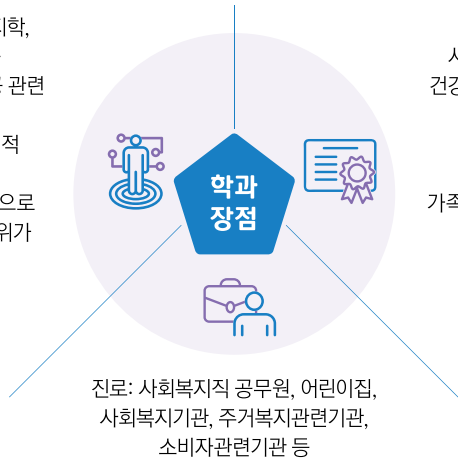 지학,
관련
적
으로
위가
학과
장점
건강
가족
진로: 사회복지직 공무원, 어린이집,
사회복지기관, 주거복지관련기관,
소비자관련기관 등